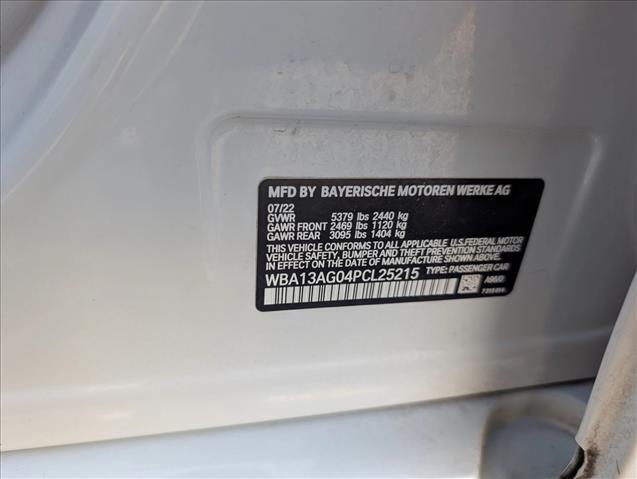 MFD BY BAYERISCHE MOTOREN WERKE AG
07/22
GVWR 5379 lbs 2440 kg
GAWR FRONT 2469 lbs 1120 kg
GAWR REAR 3095 lbs 1404 kg
THIS VEHICLE CONFORMS TO ALL APPLICABLE U.S.FEDERAL MOTOR
VEHICLE SAFETY, BUMPER AND THEFT PREVENTION STANDARDS IN
EFFECT ON THE DATE OF MANUFACTURE SHOWN ABOVE.
WBA13AG04PCL25215 TYPE: PASSENGER CAR
A96/0